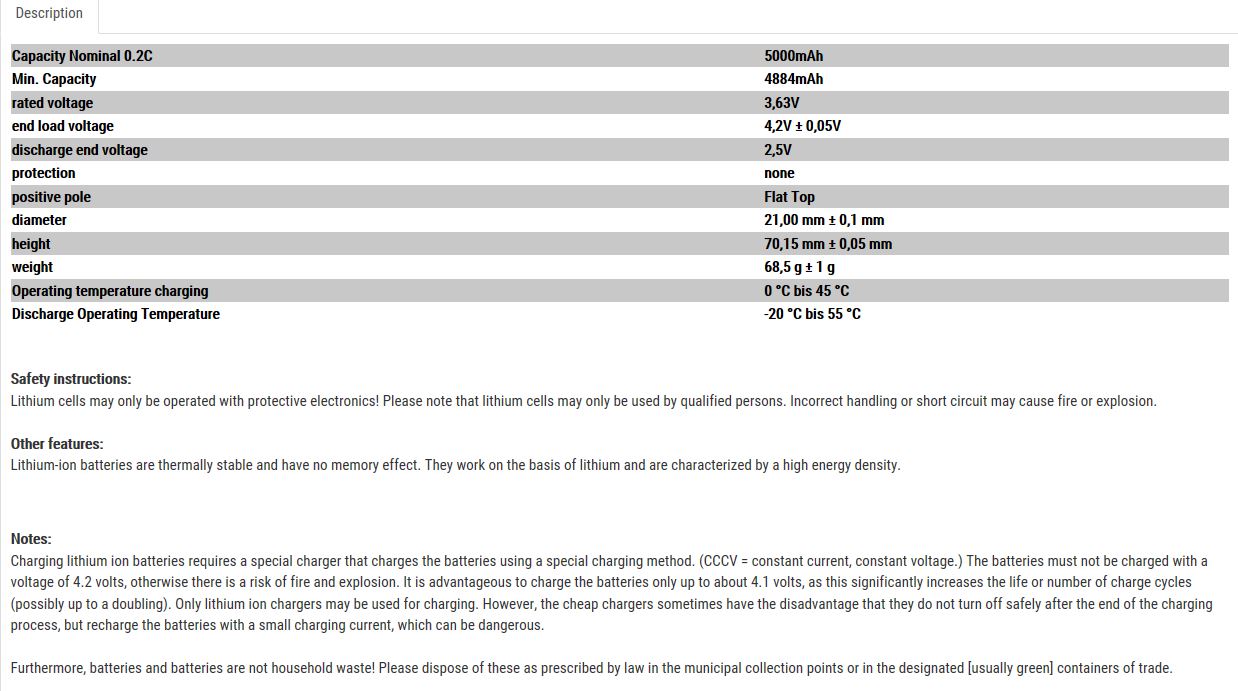 Description
Capacity Nominal 0.2C 5000mAh
Min. Capacity 4884mAh
rated voltage 3,63V
end load voltage 4,2V ± 0,05V
discharge end voltage 2,5V
protection none
positive pole Flat Top
diameter 21,00 mm ± 0,1 mm
height 70,15 mm ± 0,05 mm
weight 68,5 g ± 1 g
Operating temperature charging 0 °C bis 45 °C
Discharge Operating Temperature -20 °C bis 55 °C
Safety instructions:
Lithium cells may only be operated with protective electronics! Please note that lithium cells may only be used by qualified persons. Incorrect handling or short circuit may cause fire or explosion.
Other features:
Lithium-ion batteries are thermally stable and have no memory effect. They work on the basis of lithium and are characterized by a high energy density.
Notes:
Charging lithium ion batteries requires a special charger that charges the batteries using a special charging method. (CCCV = constant current, constant voltage.) The batteries must not be charged with a
voltage of 4.2 volts, otherwise there is a risk of fire and explosion. It is advantageous to charge the batteries only up to about 4.1 volts, as this significantly increases the life or number of charge cycles
(possibly up to a doubling). Only lithium ion chargers may be used for charging. However, the cheap chargers sometimes have the disadvantage that they do not turn off safely after the end of the charging
process, but recharge the batteries with a small charging current, which can be dangerous.
Furthermore, batteries and batteries are not household waste! Please dispose of these as prescribed by law in the municipal collection points or in the designated [usually green] containers of trade.